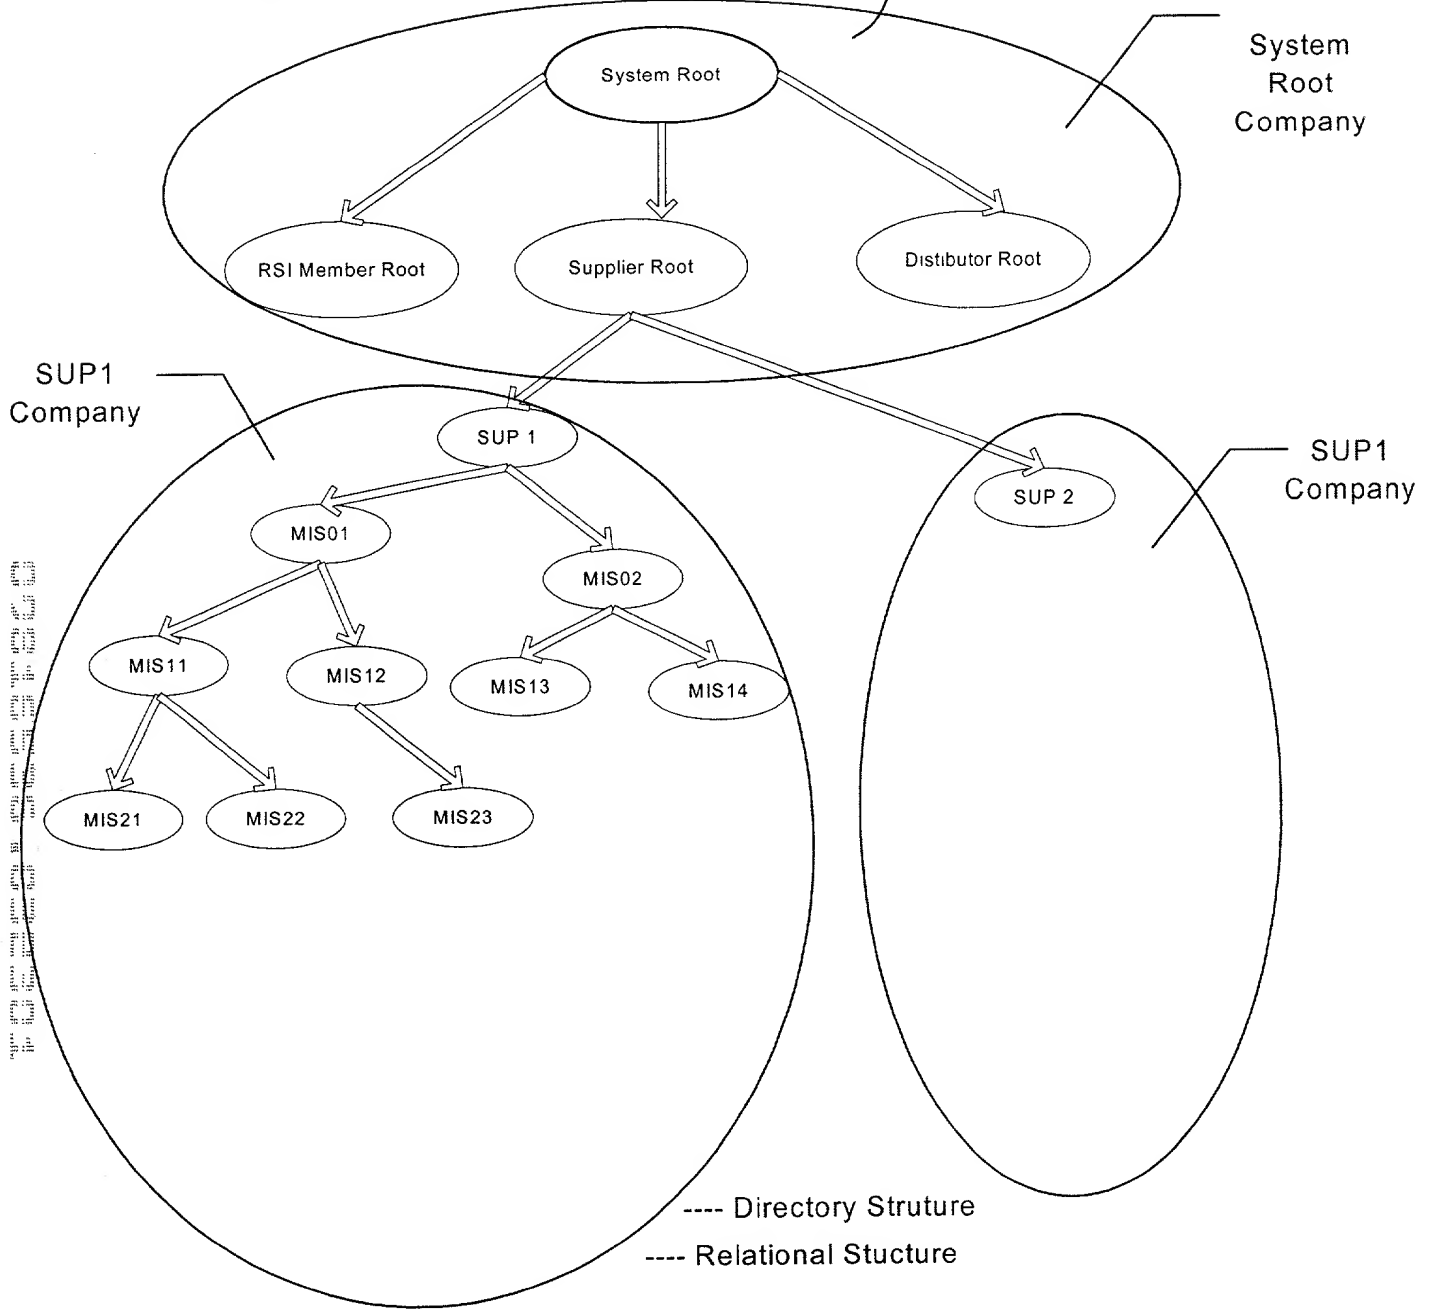 System Root
System
Root
Company
RSI Member Root
Supplier Root
Distibutor Root
SUP1
Company
SUP 1
SUP 2
SUP1
Company
MIS01
MIS02
MIS11
MIS12
MIS13
MIS14
MIS21
MIS22
MIS23
---- Directory Struture
---- Relational Stucture